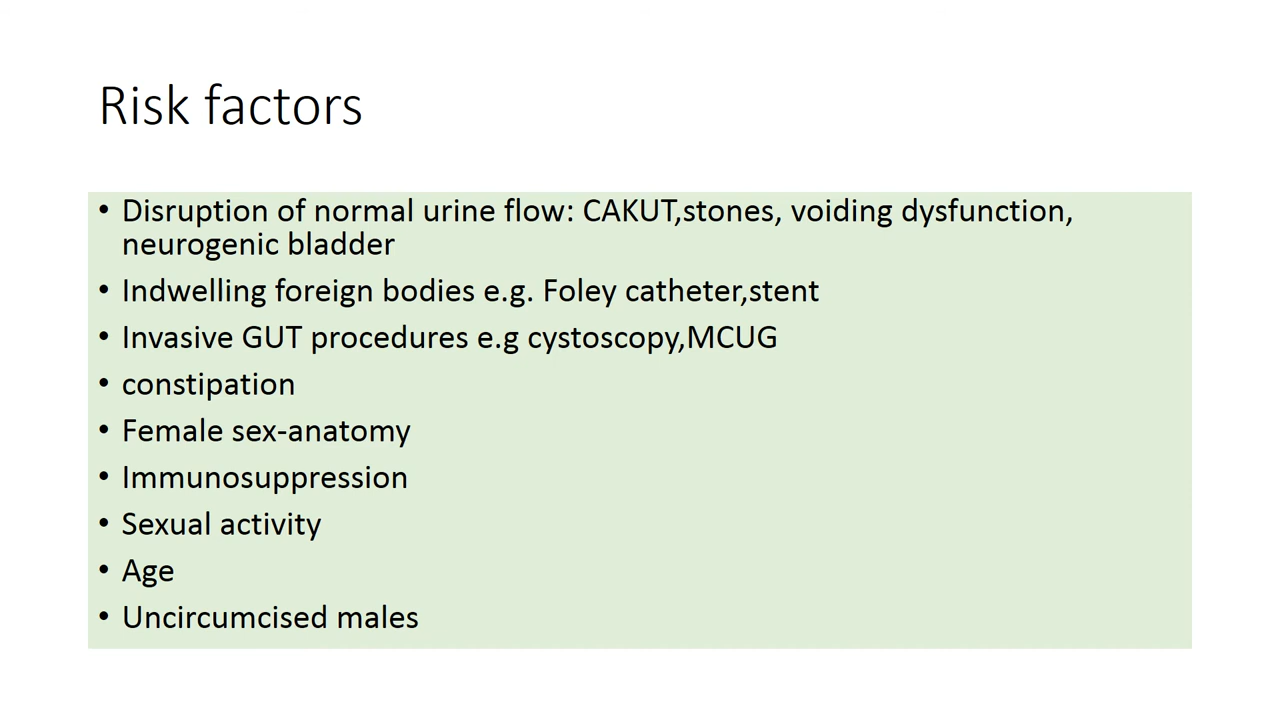 Risk factors
• Disruption of normal urine flow: CAKUT,stones, voiding dysfunction,
neurogenic bladder
• Indwelling foreign bodies e.g. Foley catheter,stent
• Invasive GUT procedures e.g cystoscopy,MCUG
• constipation
• Female sex-anatomy
• Immunosuppression
• Sexual activity
• Age
• Uncircumcised males